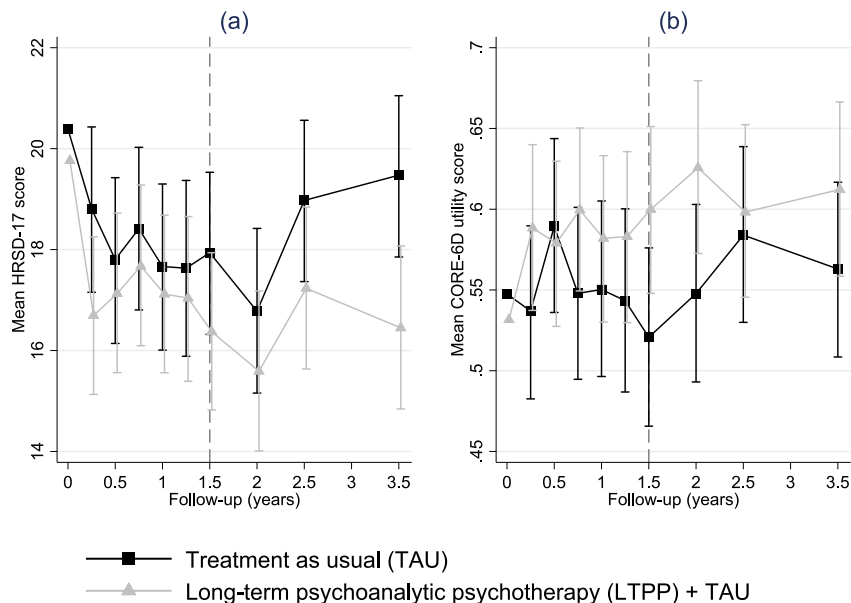 (a)
(b)
Mean HRSD-17 score
22
20
18
16
14
0 0.5 1 1.5 2 2.5 3 3.5
Follow-up (years)
Mean CORE-6D utility score
.7
.65
.6
.55
.5
.45
0 0.5 1 1.5 2 2.5 3 3.5
Follow-up (years)
Treatment as usual (TAU)
Long-term psychoanalytic psychotherapy (LTPP) + TAU